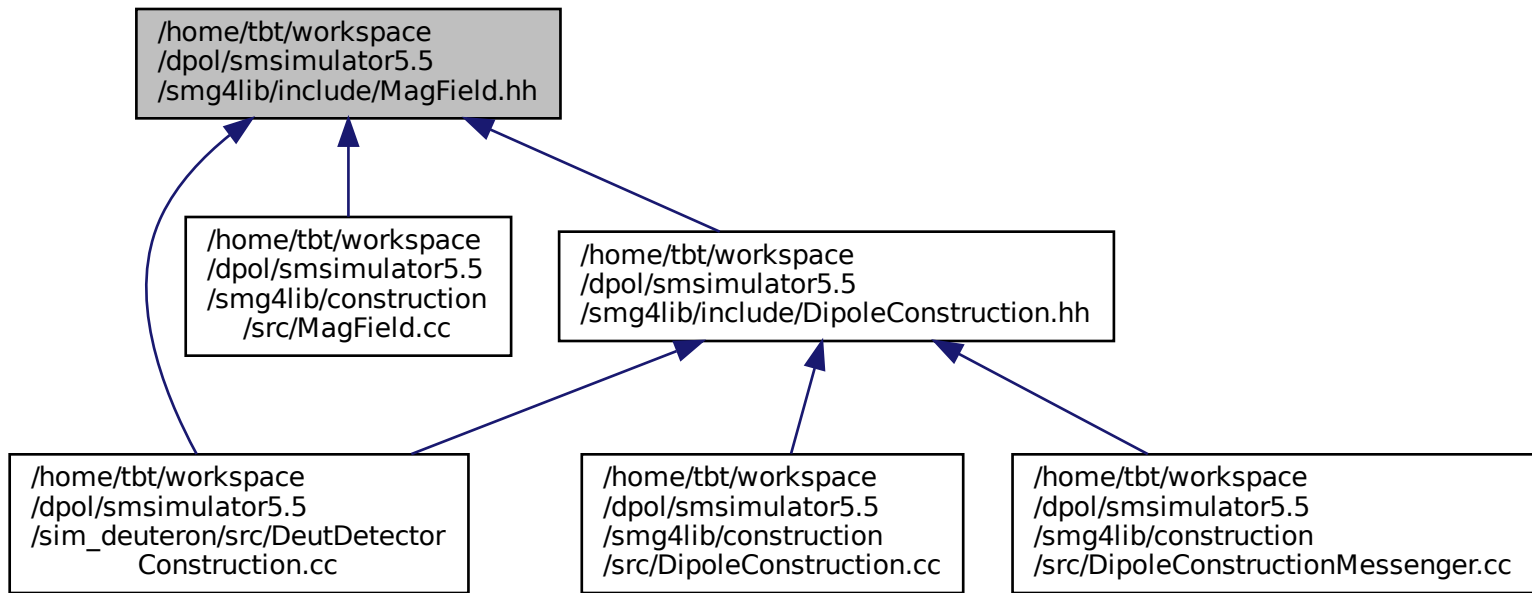 /home/tbt/workspace
/dpol/smsimulator5.5
/smg4lib/include/MagField.hh
/home/tbt/workspace
/dpol/smsimulator5.5
/smg4lib/construction
/src/MagField.cc
/home/tbt/workspace
/dpol/smsimulator5.5
/smg4lib/include/DipoleConstruction.hh
/home/tbt/workspace
/dpol/smsimulator5.5
/sim_deuteron/src/DeutDetector
Construction.cc
/home/tbt/workspace
/dpol/smsimulator5.5
/smg4lib/construction
/src/DipoleConstruction.cc
/home/tbt/workspace
/dpol/smsimulator5.5
/smg4lib/construction
/src/DipoleConstructionMessenger.cc